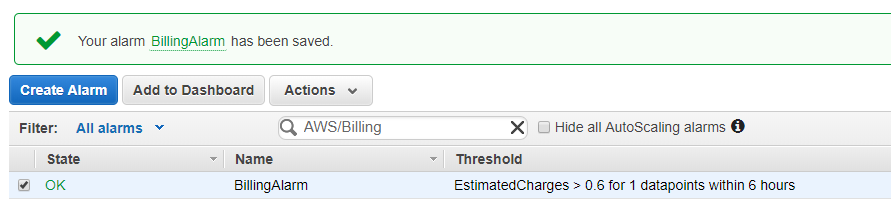 Your alarm BillingAlarm has been saved.
Create Alarm Add to Dashboard Actions
Filter: All alarms AWS/Billing Hide all AutoScaling alarms
State Name Threshold
OK BillingAlarm EstimatedCharges > 0.6 for 1 datapoints within 6 hours